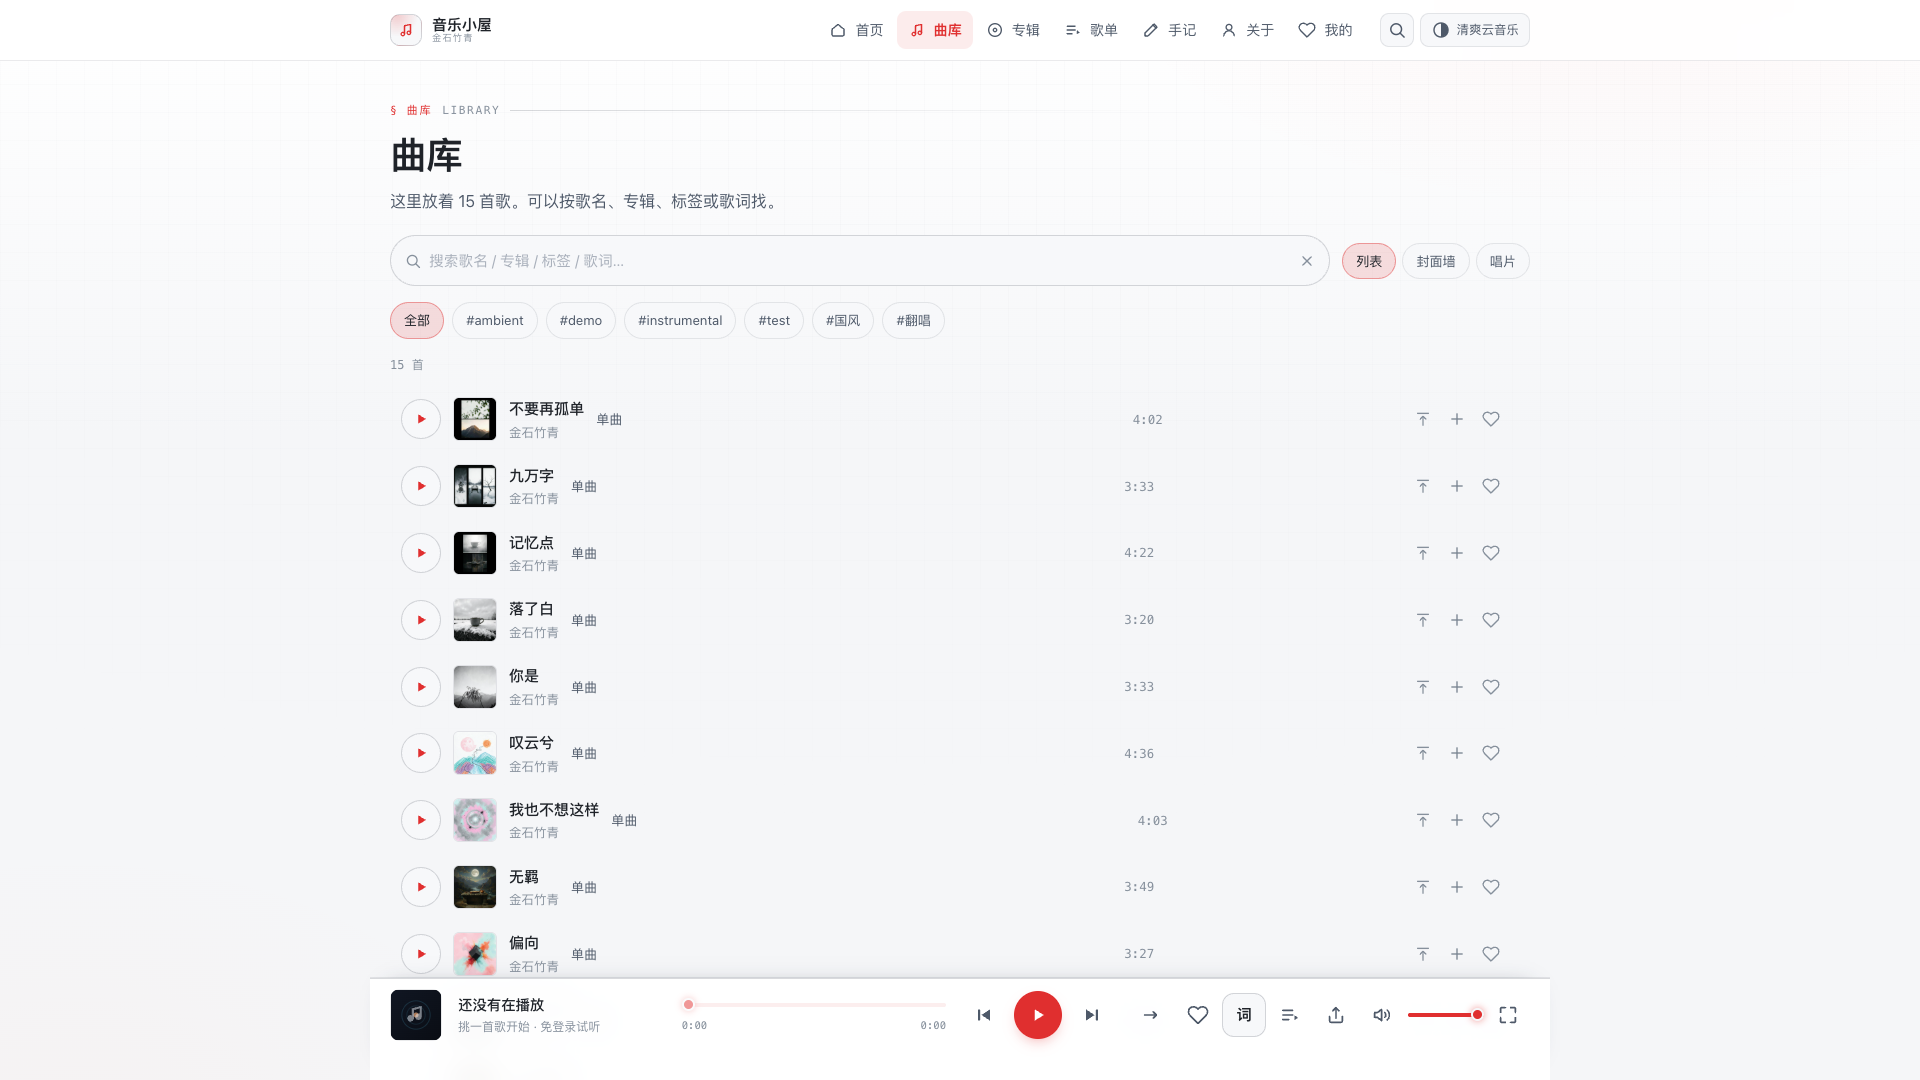 音乐小屋
金石竹青
首页
曲库
专辑
歌单
手记
关于
我的
清爽云音乐
§ 曲库 LIBRARY
曲库
这里放着 15 首歌。可以按歌名、专辑、标签或歌词找。
搜索歌名 / 专辑 / 标签 / 歌词...
列表
封面墙
唱片
全部
#ambient
#demo
#instrumental
#test
#国风
#翻唱
15 首
不要再孤单
金石竹青
单曲
4:02
九万字
金石竹青
单曲
3:33
记忆点
金石竹青
单曲
4:22
落了白
金石竹青
单曲
3:20
你是
金石竹青
单曲
3:33
叹云兮
金石竹青
单曲
4:36
我也不想这样
金石竹青
单曲
4:03
无羁
金石竹青
单曲
3:49
偏向
金石竹青
单曲
3:27
还没有在播放
挑一首歌开始 · 免登录试听
0:00
0:00
词